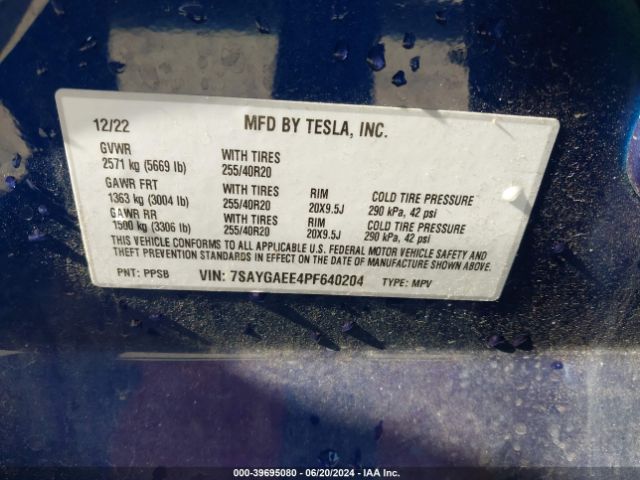 12/22 MFD BY TESLA, INC.
GVWR
2571 kg (5669 lb) WITH TIRES 255/40R20
GAWR FRT
1363 kg (3004 lb) WITH TIRES 255/40R20 RIM 20X9.5J COLD TIRE PRESSURE 290 kPa, 42 psi
GAWR RR
1500 kg (3306 lb) WITH TIRES 255/40R20 RIM 20X9.5J COLD TIRE PRESSURE 290 kPa, 42 psi
THIS VEHICLE CONFORMS TO ALL APPLICABLE U.S. FEDERAL MOTOR VEHICLE SAFETY AND
THEFT PREVENTION STANDARDS IN EFFECT ON THE DATE OF MANUFACTURE SHOWN ABOVE.
PNT: PPSB VIN: 7SAYGAEE4PF640204 TYPE: MPV
000-39695080 - 06/20/2024 - IAA Inc.